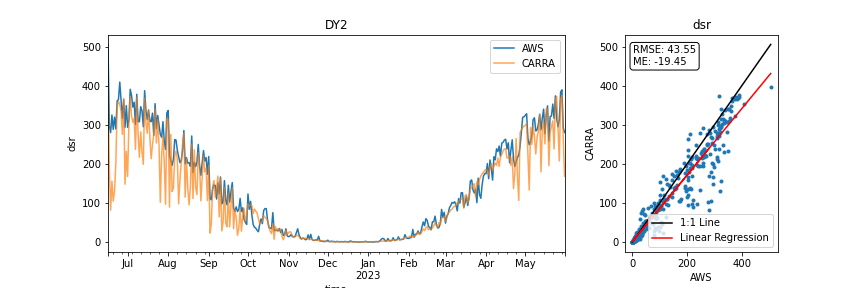 DY2
dsr
500
400
300
200
100
0
AWS
CARRA
Jul
Aug
Sep
Oct
Nov
Dec
Jan
2023
Feb
Mar
Apr
May
time
dsr
CARRA
500
400
300
200
100
0
RMSE: 43.55
ME: -19.45
1:1 Line
Linear Regression
0
200
400
AWS